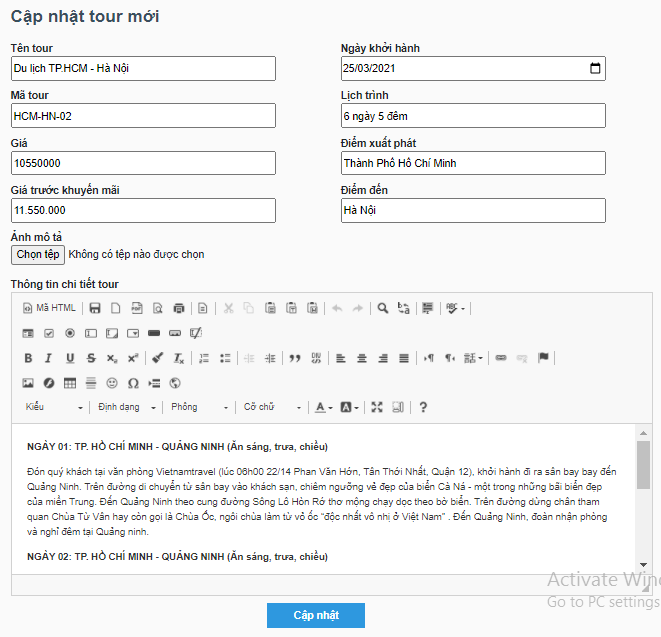 Cập nhật tour mới
Tên tour
Du lịch TP.HCM - Hà Nội
Ngày khởi hành
25/03/2021
Mã tour
HCM-HN-02
Lịch trình
6 ngày 5 đêm
Giá
10550000
Điểm xuất phát
Thành Phố Hồ Chí Minh
Giá trước khuyến mãi
11.550.000
Điểm đến
Hà Nội
Ảnh mô tả
Chọn tệp Không có tệp nào được chọn
Thông tin chi tiết tour
Mã HTML
Kiểu Định dạng Phông Cỡ chữ
NGÀY 01: TP. HỒ CHÍ MINH - QUẢNG NINH (Ăn sáng, trưa, chiều)
Đón quý khách tại văn phòng Vietnamtravel (lúc 06h00 22/14 Phan Văn Hớn, Tân Thới Nhất, Quận 12), khởi hành đi ra sân bay bay đến
Quảng Ninh. Trên đường di chuyển từ sân bay vào khách sạn, chiêm ngưỡng vẻ đẹp của biển Cà Ná - một trong những bãi biển đẹp
của miền Trung. Đến Quảng Ninh theo cung đường Sông Lô Hòn Rớ thơ mộng chạy dọc theo bờ biển. Trên đường dừng chân tham
quan Chùa Từ Vân hay còn gọi là Chùa Ốc, ngôi chùa làm từ vỏ ốc "độc nhất vô nhị ở Việt Nam" . Đến Quảng Ninh, đoàn nhận phòng
và nghỉ đêm tại Quảng ninh.
NGÀY 02: TP. HỒ CHÍ MINH - QUẢNG NINH (Ăn sáng, trưa, chiều)
Activate Win
Go to PC settings
Cập nhật